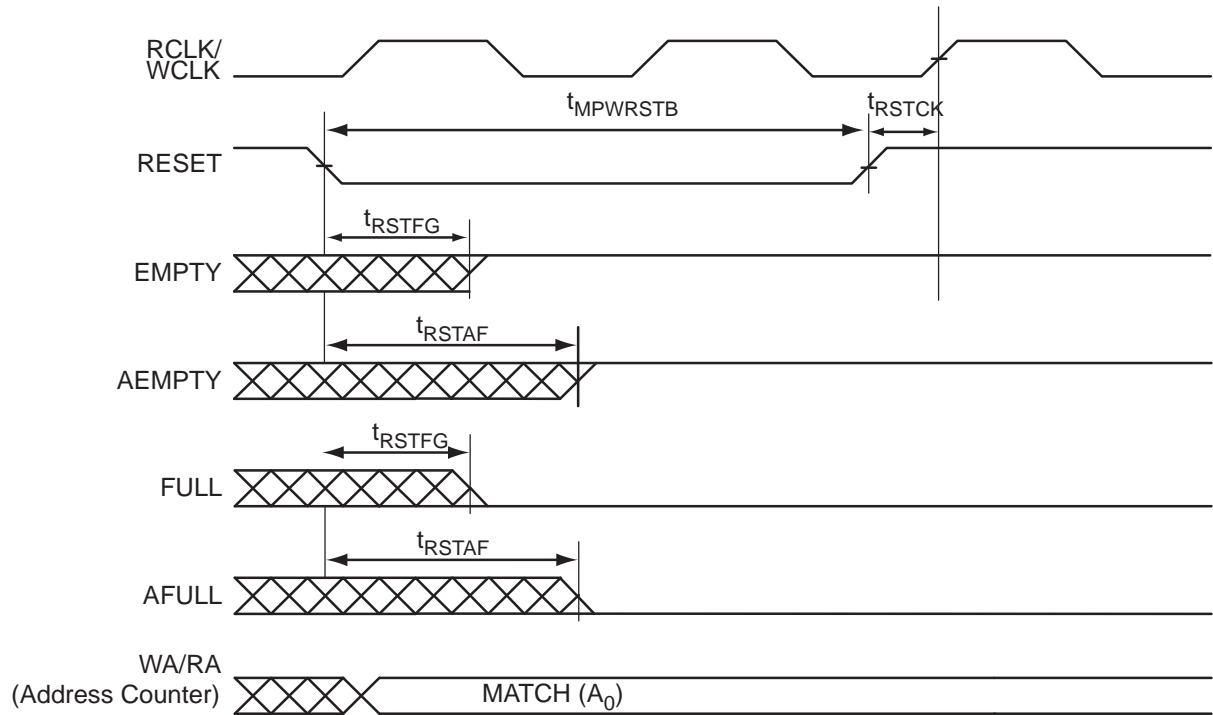 RCLK/
WCLK
tMPWRSTB
tRSTCK
RESET
tRSTFG
EMPTY
tRSTAF
AEMPTY
tRSTFG
FULL
tRSTAF
AFULL
WA/RA
(Address Counter)
MATCH (A0)